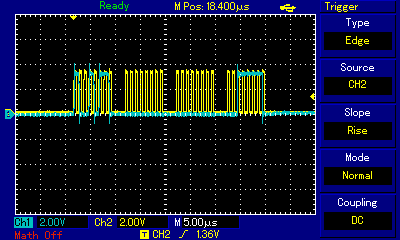 Ready M Pos: 18.400µs Trigger
Type
Edge
Source
CH2
Slope
Rise
Mode
Normal
Coupling
DC
Ch1 2.00V Ch2 2.00V M 5.00µs
Math Off T CH2 1.36V